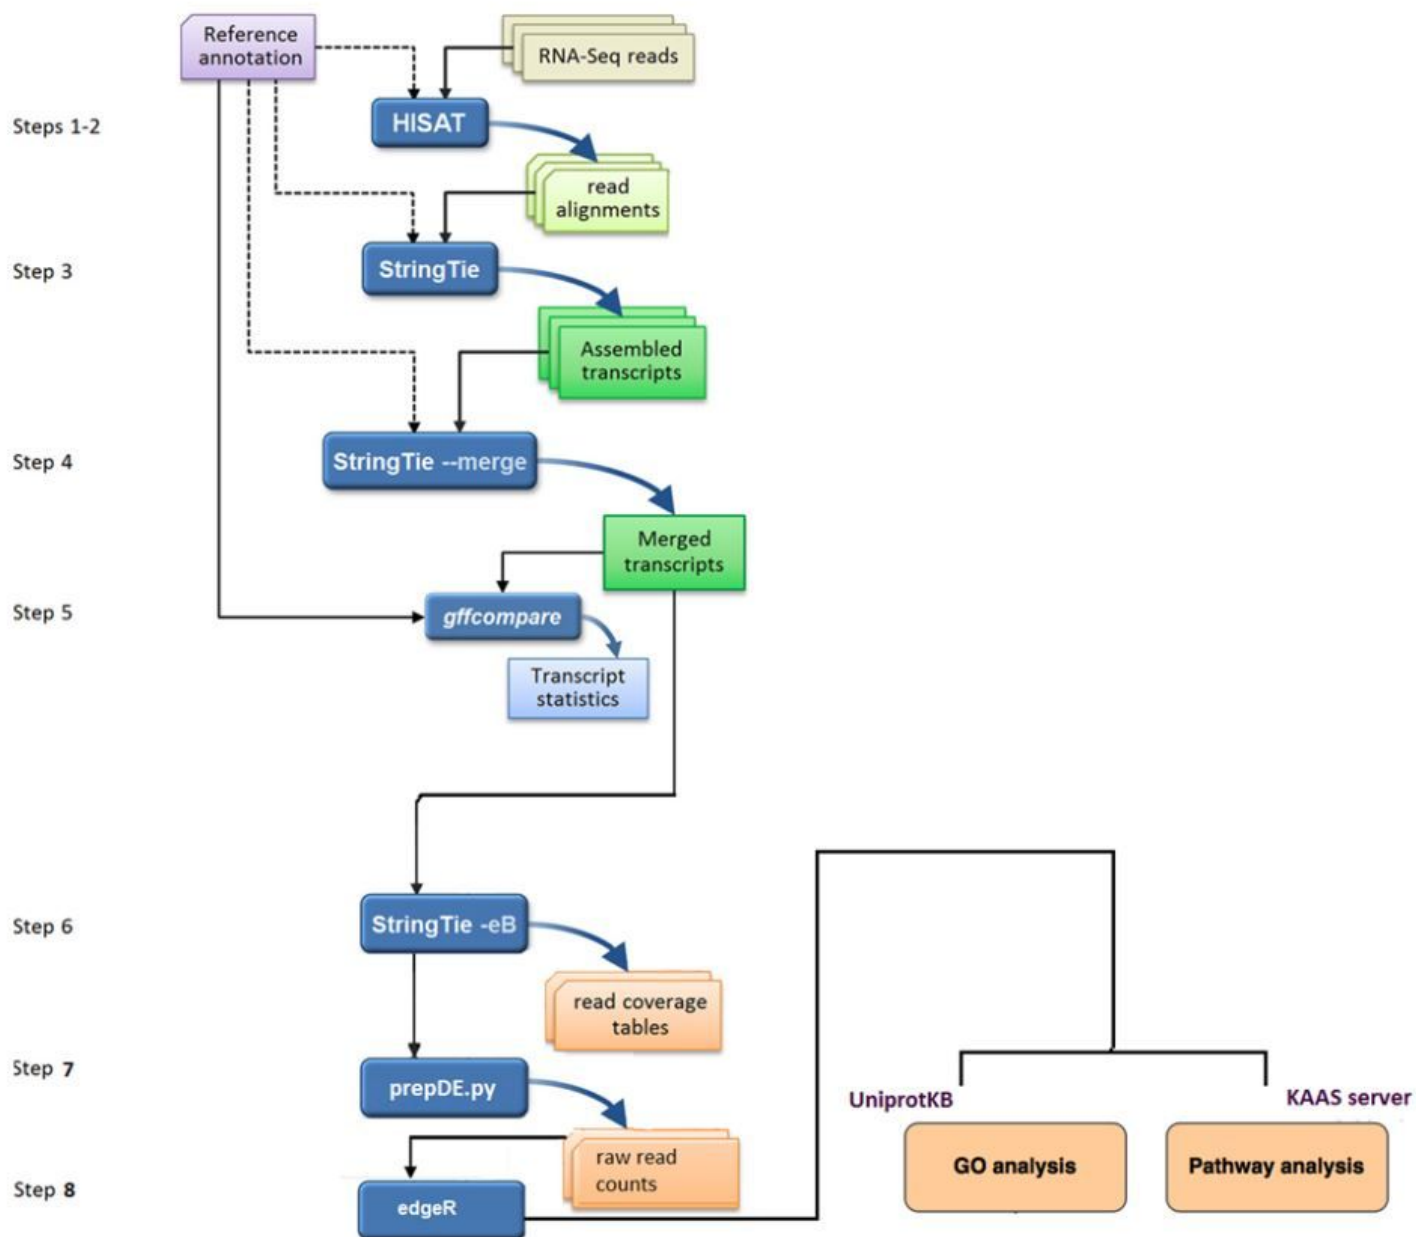 Reference
annotation
RNA-Seq reads
Steps 1-2
HISAT
read
alignments
Step 3
StringTie
Assembled
transcripts
Step 4
StringTie --merge
Merged
transcripts
Step 5
gffcompare
Transcript
statistics
Step 6
StringTie -eB
read coverage
tables
Step 7
prepDE.py
UniprotKB
KAAS server
raw read
counts
GO analysis
Pathway analysis
Step 8
edgeR